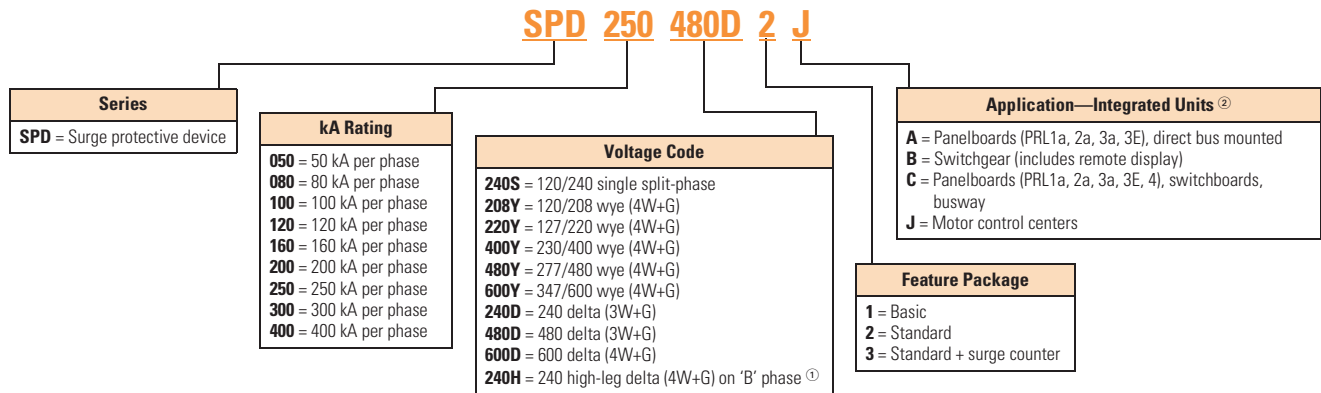 SPD 250 480D 2 J
Series
SPD = Surge protective device
kA Rating
050 = 50 kA per phase
080 = 80 kA per phase
100 = 100 kA per phase
120 = 120 kA per phase
160 = 160 kA per phase
200 = 200 kA per phase
250 = 250 kA per phase
300 = 300 kA per phase
400 = 400 kA per phase
Voltage Code
240S = 120/240 single split-phase
208Y = 120/208 wye (4W+G)
220Y = 127/220 wye (4W+G)
400Y = 230/400 wye (4W+G)
480Y = 277/480 wye (4W+G)
600Y = 347/600 wye (4W+G)
240D = 240 delta (3W+G)
480D = 480 delta (3W+G)
600D = 600 delta (4W+G)
240H = 240 high-leg delta (4W+G) on ‘B’ phase ①
Feature Package
1 = Basic
2 = Standard
3 = Standard + surge counter
Application—Integrated Units ②
A = Panelboards (PRL1a, 2a, 3a, 3E), direct bus mounted
B = Switchgear (includes remote display)
C = Panelboards (PRL1a, 2a, 3a, 3E, 4), switchboards,
busway
J = Motor control centers